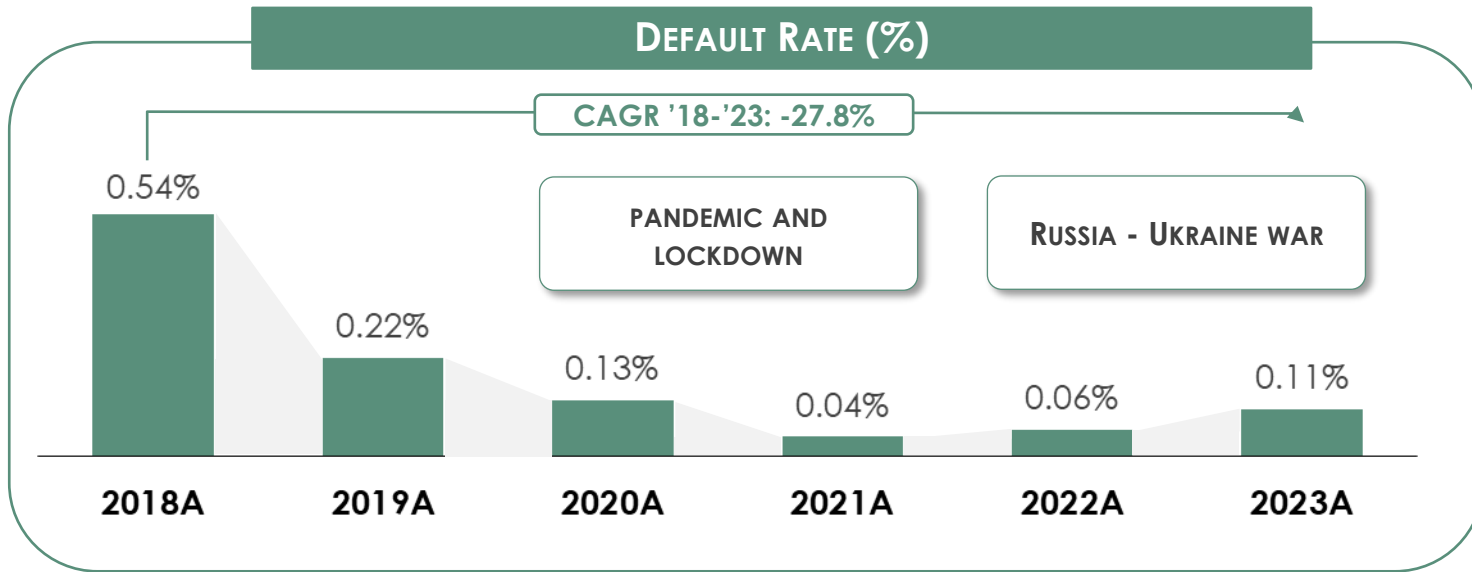 DEFAULT RATE (%)
CAGR ’18-’23: -27.8%
0.54%
PANDEMIC AND
LOCKDOWN
RUSSIA - UKRAINE WAR
0.22%
0.13%
0.04%
0.06%
0.11%
2018A
2019A
2020A
2021A
2022A
2023A